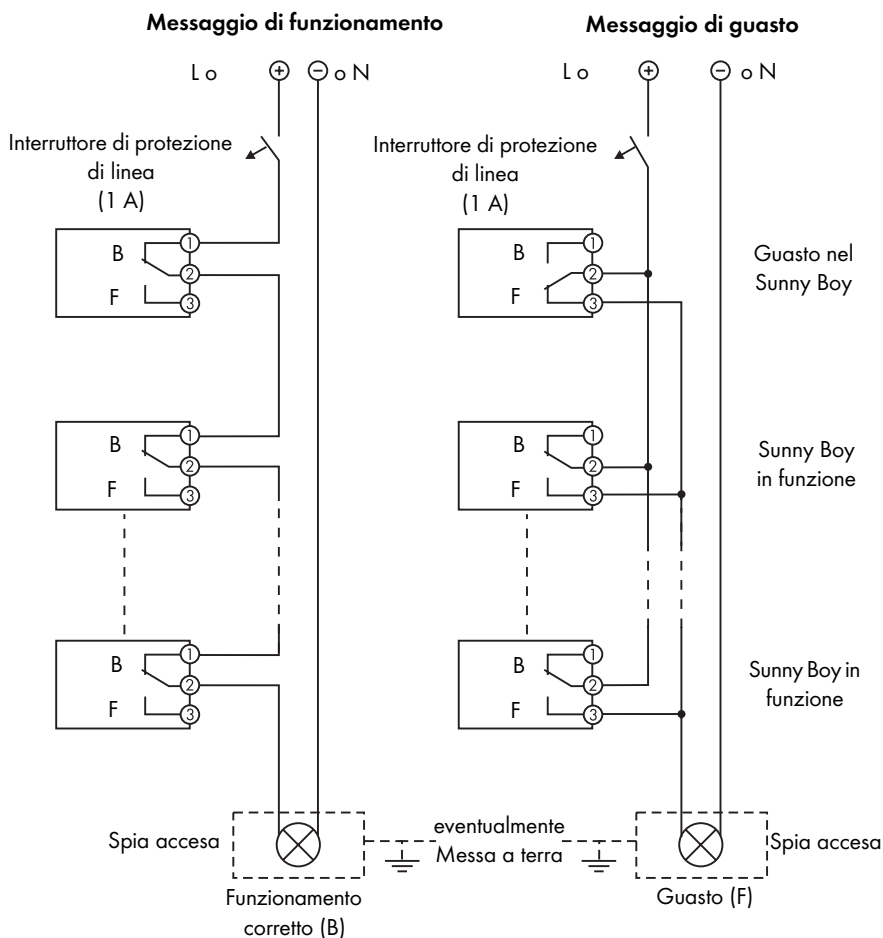 Messaggio di funzionamento
L o + − o N
Interruttore di protezione
di linea
(1 A)
B 1
2
F 3
B 1
2
F 3
B 1
2
F 3
Spia accesa
Funzionamento
corretto (B)
eventualmente
Messa a terra
Messaggio di guasto
L o + − o N
Interruttore di protezione
di linea
(1 A)
B 1
2
F 3
Guasto nel
Sunny Boy
B 1
2
F 3
Sunny Boy
in funzione
B 1
2
F 3
Sunny Boy in
funzione
Spia accesa
Guasto (F)